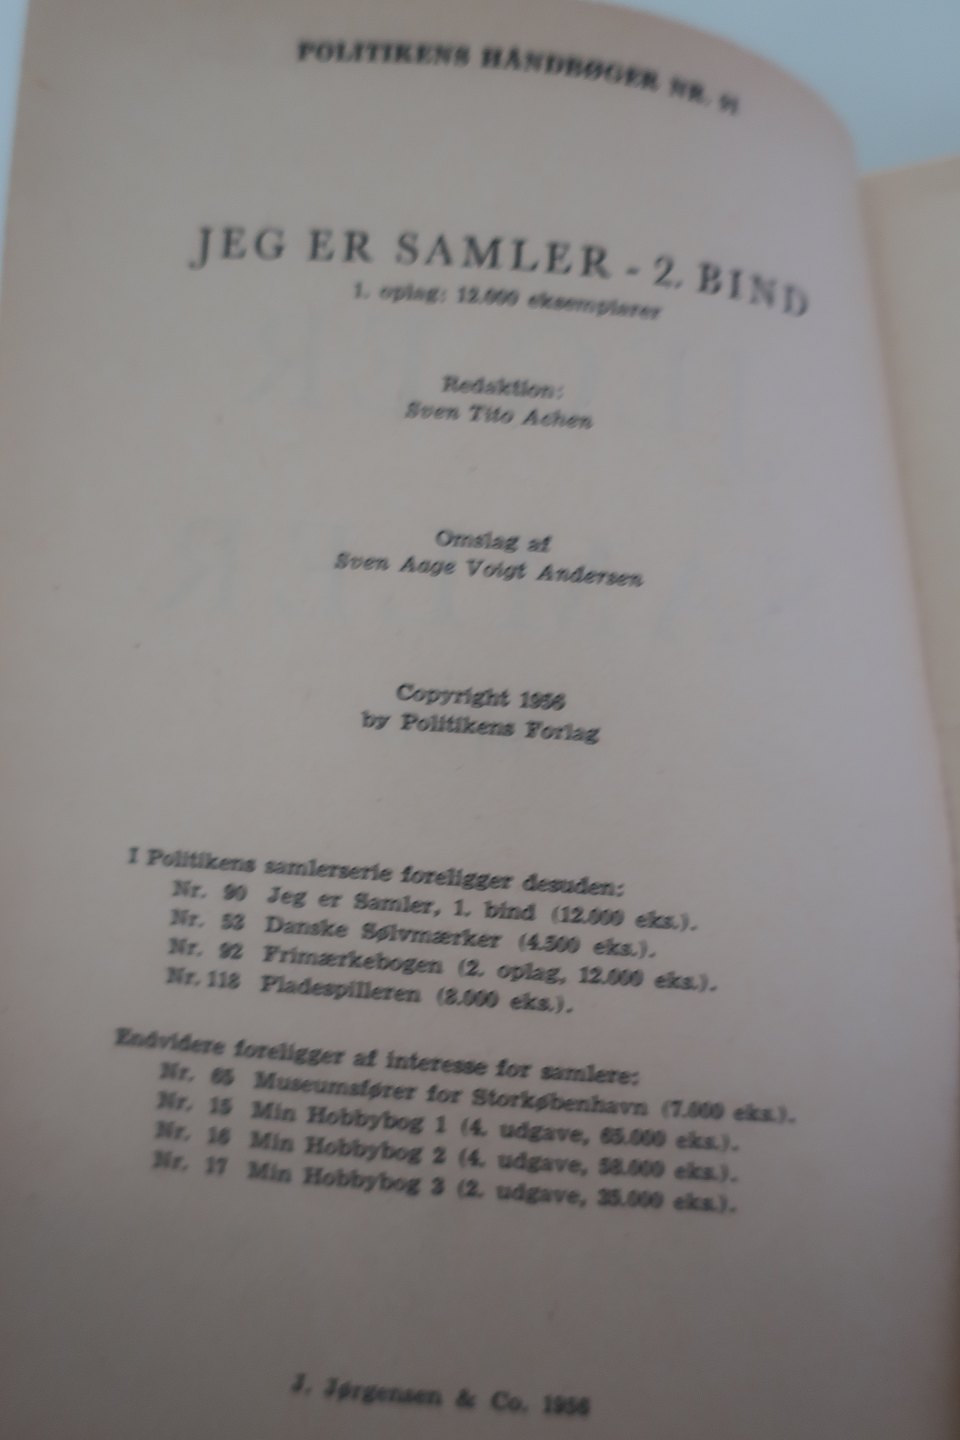 POLITIKENS HÅNDBØGER NR. 91
JEG ER SAMLER - 2. BIND
1. oplag: 12.000 eksemplarer
Redaktion:
Sven Tito Achen
Omslag af
Sven Aage Voigt Andersen
Copyright 1956
by Politikens Forlag
I Politikens samlerserie foreligger desuden:
Nr. 90 Jeg er Samler, 1. bind (12.000 eks.).
Nr. 52 Danske Sølvmærker (4.500 eks.).
Nr. 92 Frimærkebogen (2. oplag, 12.000 eks.).
Nr. 118 Pladespilleren (8.000 eks.).
Endvidere foreligger af interesse for samlere:
Nr. 65 Museumsfører for Storkøbenhavn (7.000 eks.).
Nr. 15 Min Hobbybog 1 (4. udgave, 65.000 eks.).
Nr. 16 Min Hobbybog 2 (4. udgave, 58.000 eks.).
Nr. 17 Min Hobbybog 3 (2. udgave, 35.000 eks.).
J. Jørgensen & Co. 1956